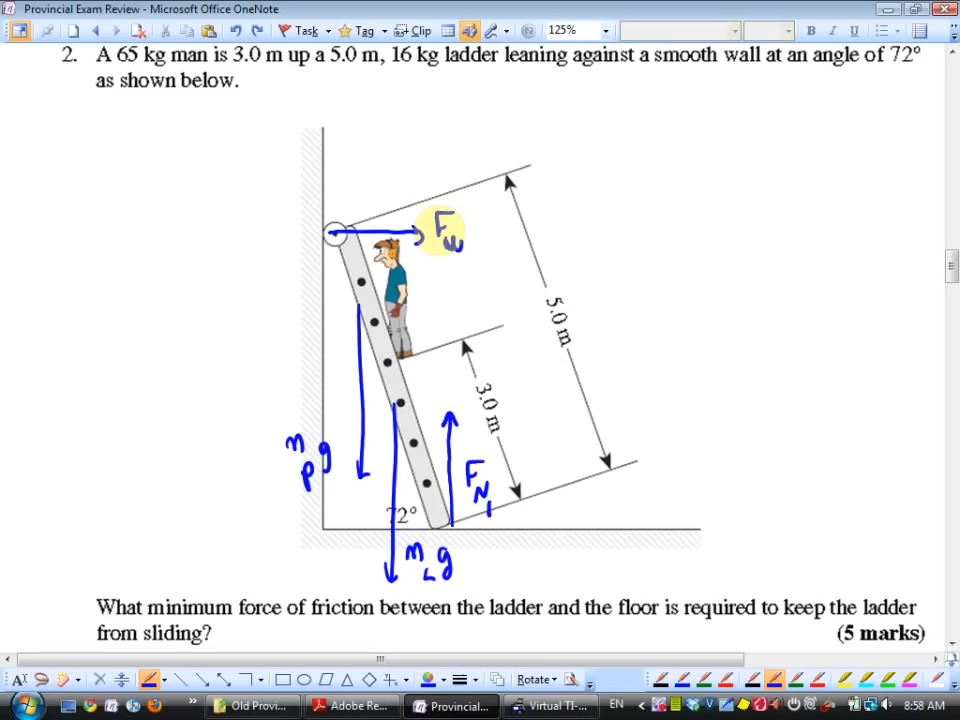 Provincial Exam Review - Microsoft Office OneNote
Task
Tag
Clip
125%
B I U
2. A 65 kg man is 3.0 m up a 5.0 m, 16 kg ladder leaning against a smooth wall at an angle of 72°
as shown below.
F
5.0 m
3.0 m
m
P g
F
N
72°
m L g
What minimum force of friction between the ladder and the floor is required to keep the ladder
from sliding?
(5 marks)
Rotate
Old Provi...
Adobe Re...
Provincial...
Virtual TI-...
EN
8:58 AM